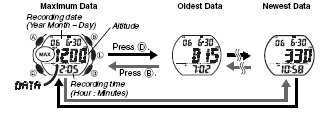 Maximum Data
Oldest Data
Newest Data
Recording date
(Year Month – Day)
Altitude
A
B
C
D
L
MAX
06 6-30
1200
12:05
Press D.
Press B.
06 6-30
815
7:02
06 6-30
330
10:58
DATA
Recording time
(Hour : Minutes)